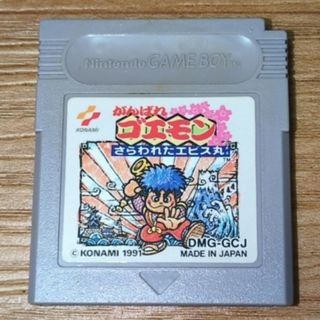 Nintendo GAME BOY
KONAMI
がんばれ
ゴエモン
さらわれたエビス丸
DMG-GCJ
© KONAMI 1991
MADE IN JAPAN